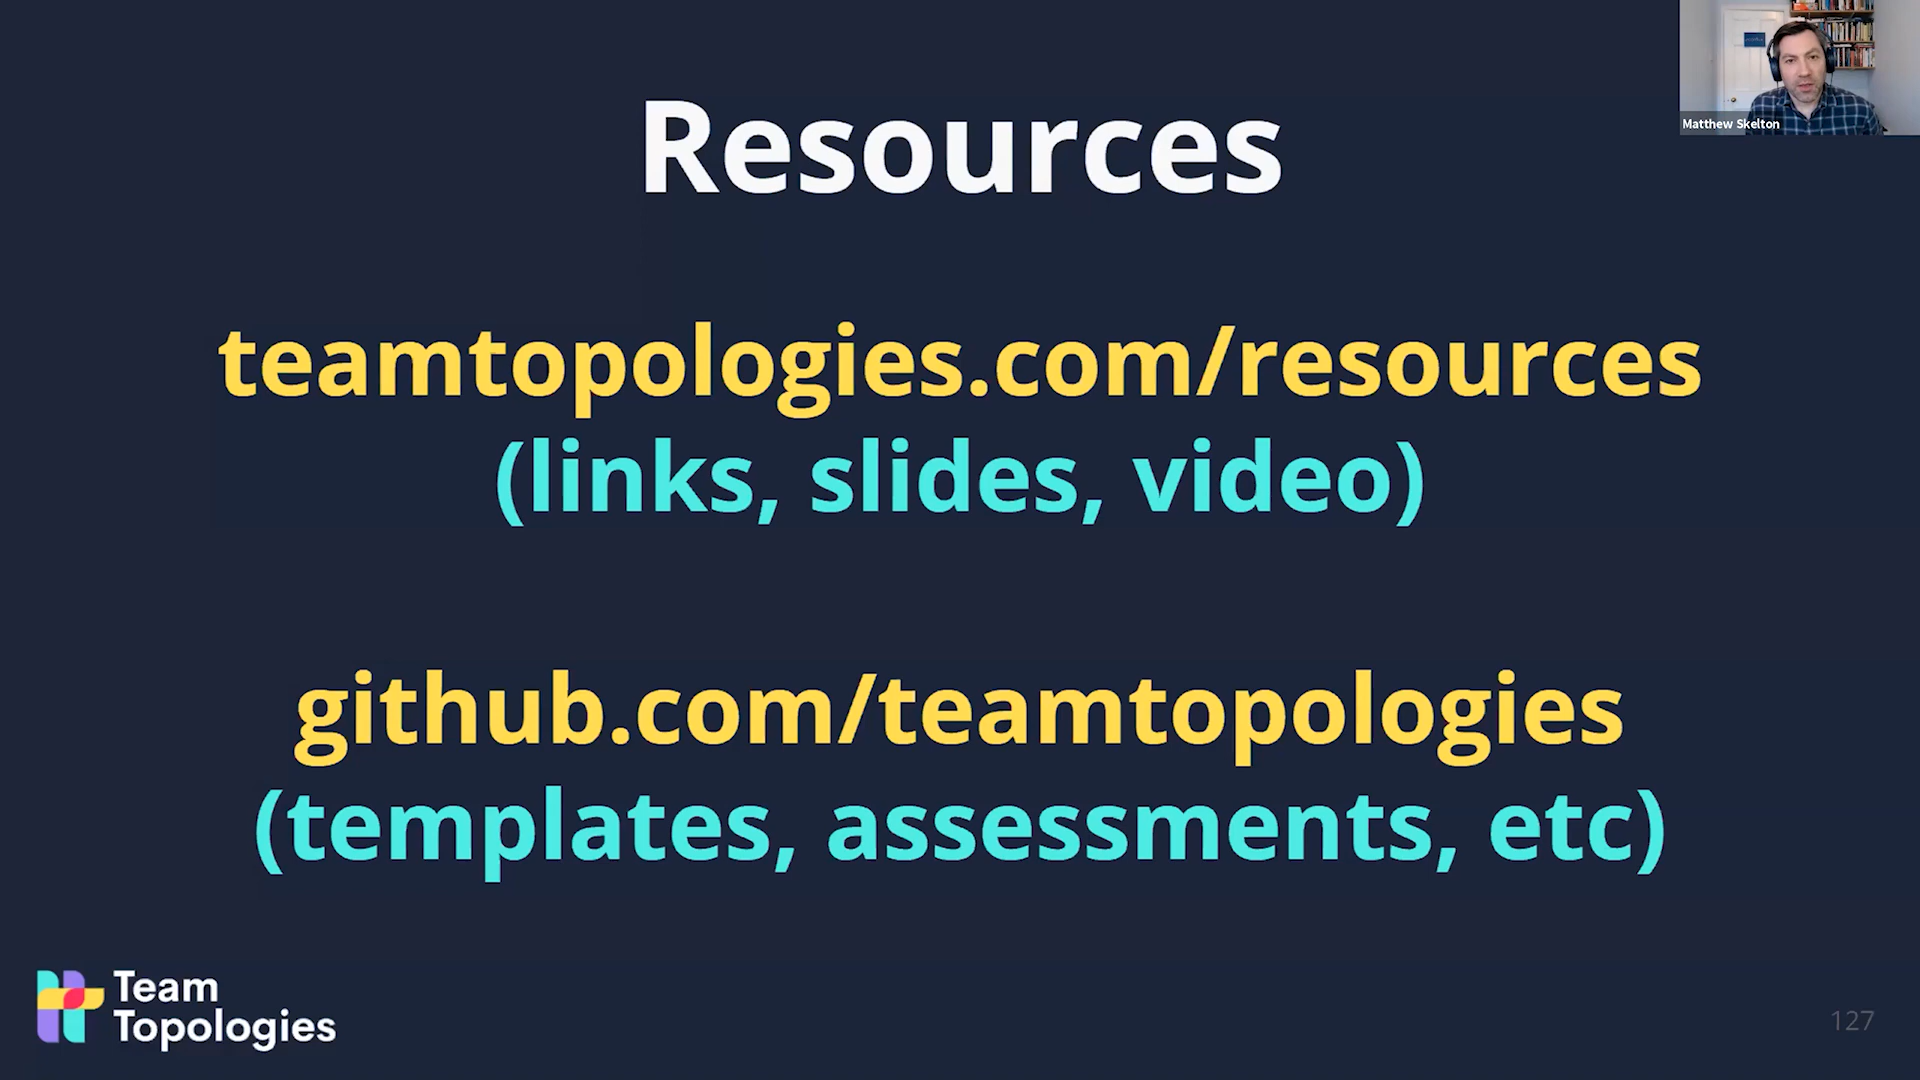 Resources
Matthew Skelton
teamtopologies.com/resources
(links, slides, video)
github.com/teamtopologies
(templates, assessments, etc)
Team
Topologies
127